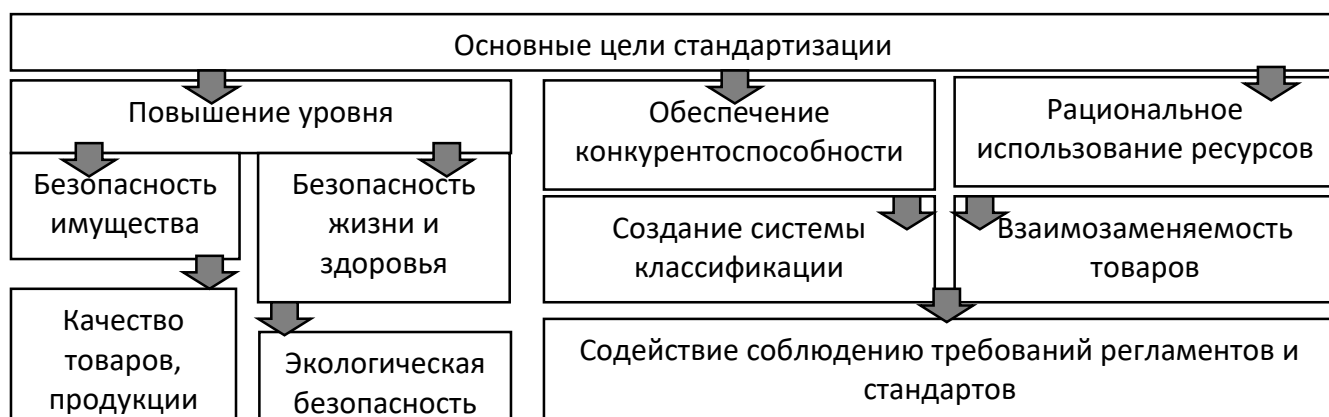 Основные цели стандартизации
Повышение уровня
Обеспечение
конкурентоспособности
Рациональное
использование ресурсов
Безопасность
имущества
Безопасность
жизни и
здоровья
Создание системы
классификации
Взаимозаменяемость
товаров
Качество
товаров,
продукции
Экологическая
безопасность
Содействие соблюдению требований регламентов и
стандартов